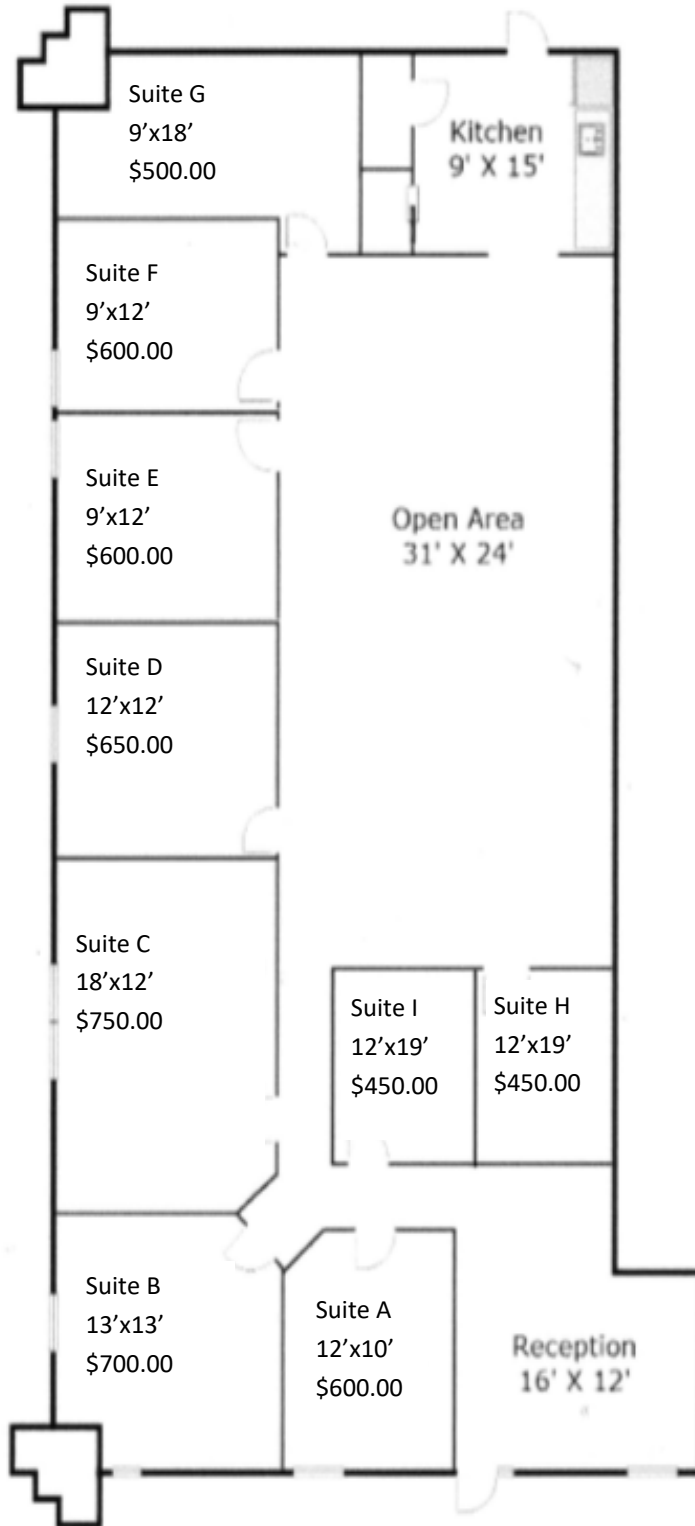 Suite G
9’x18’
$500.00
Kitchen
9' X 15'
Suite F
9’x12’
$600.00
Suite E
9’x12’
$600.00
Open Area
31' X 24'
Suite D
12’x12’
$650.00
Suite C
18’x12’
$750.00
Suite I
12’x19’
$450.00
Suite H
12’x19’
$450.00
Suite B
13’x13’
$700.00
Suite A
12’x10’
$600.00
Reception
16' X 12'